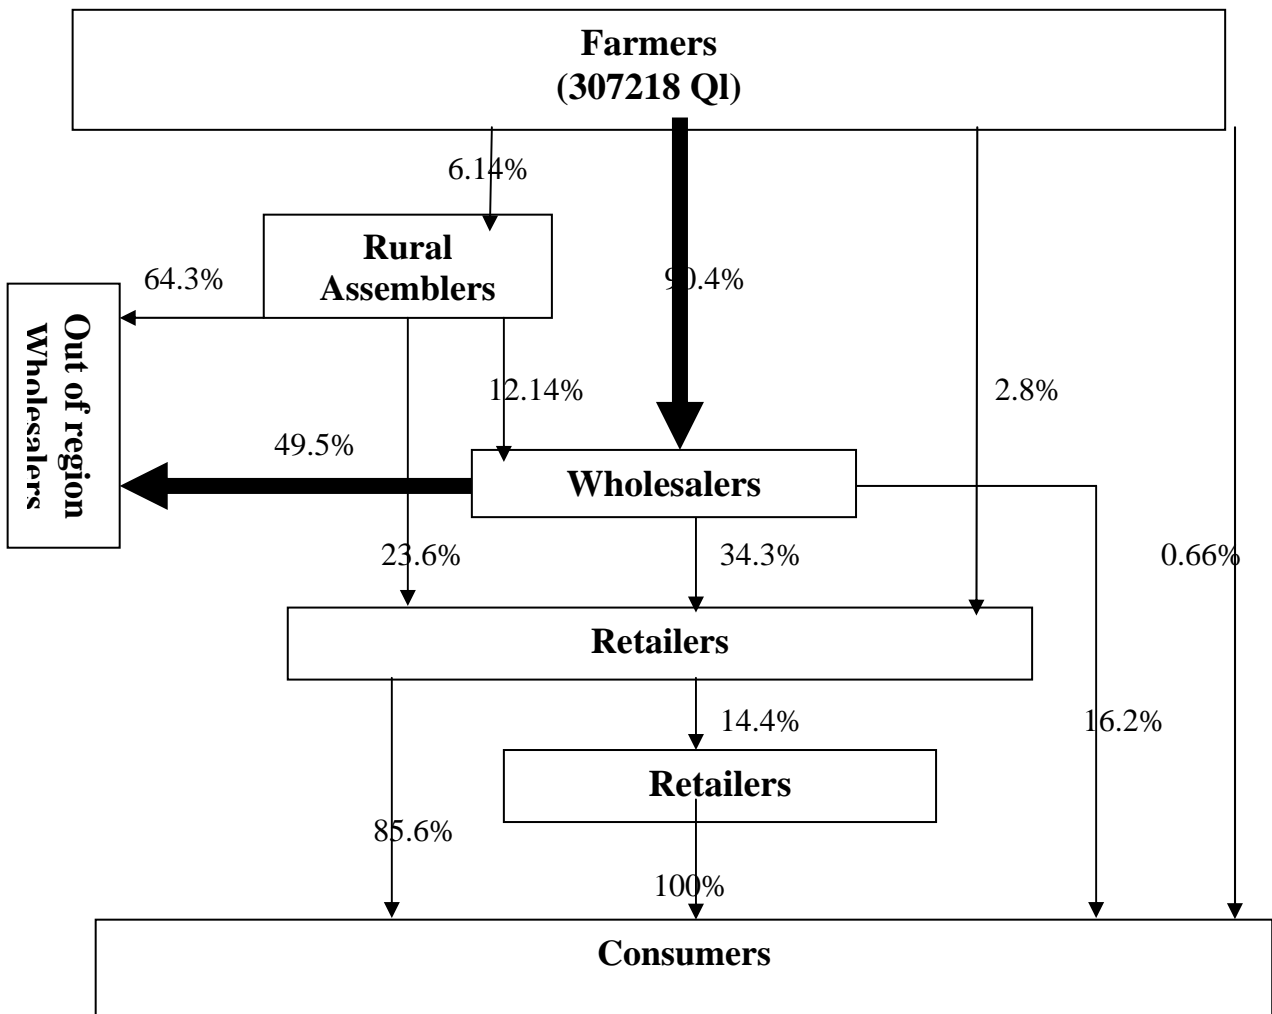 Farmers
(307218 Ql)
6.14%
Rural
Assemblers
64.3%
90.4%
Out of region
Wholesalers
12.14%
2.8%
49.5%
Wholesalers
23.6%
34.3%
0.66%
Retailers
14.4%
16.2%
Retailers
85.6%
100%
Consumers